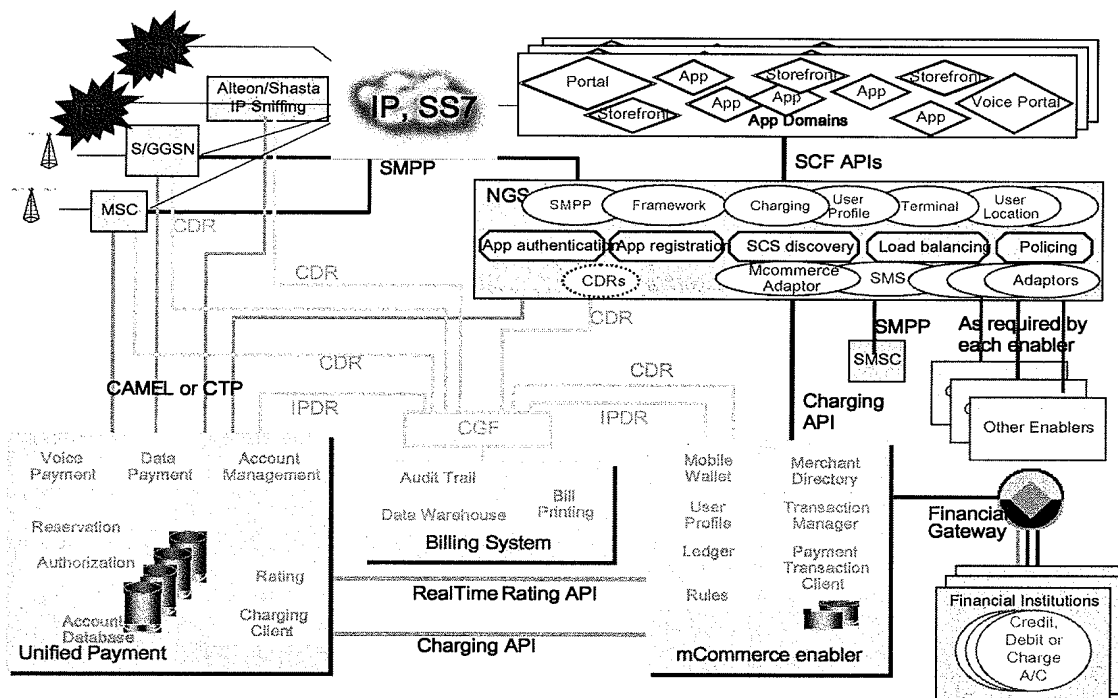 Alteon/Shasta
IP Sniffing
IP, SS7
S/GGSN
MSC
SMPP
CDR
CDR
Portal
App
Storefront
Storefront
App
App
App
Storefront
App
Voice Portal
App Domains
SCF APIs
NGS
SMPP
Framework
Charging
User
Profile
Terminal
User
Location
App authentication
App registration
SCS discovery
Load balancing
Policing
CDRs
Mcommerce
Adaptor
SMS
Adaptors
CDR
SMPP
SMSC
As required by
each enabler
Other Enablers
CDR
CDR
CAMEL or CTP
IPDR
IPDR
CGF
Charging
API
Voice
Payment
Data
Payment
Account
Management
Reservation
Authorization
Rating
Account
Database
Charging
Client
Unified Payment
Audit Trail
Data Warehouse
Bill
Printing
Billing System
RealTime Rating API
Charging API
Mobile
Wallet
Merchant
Directory
User
Profile
Transaction
Manager
Ledger
Payment
Transaction
Client
Rules
mCommerce enabler
Financial
Gateway
Financial Institutions
Credit,
Debit or
Charge
A/C